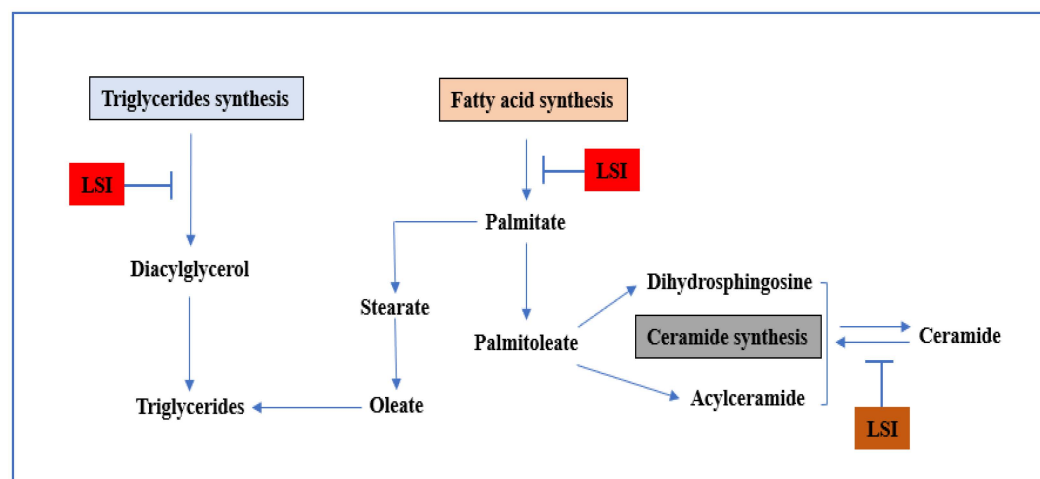 Triglycerides synthesis
Fatty acid synthesis
LSI
LSI
Palmitate
Diacylglycerol
Dihydrosphingosine
Stearate
Palmitoleate
Ceramide synthesis
Ceramide
Triglycerides
Oleate
Acylceramide
LSI